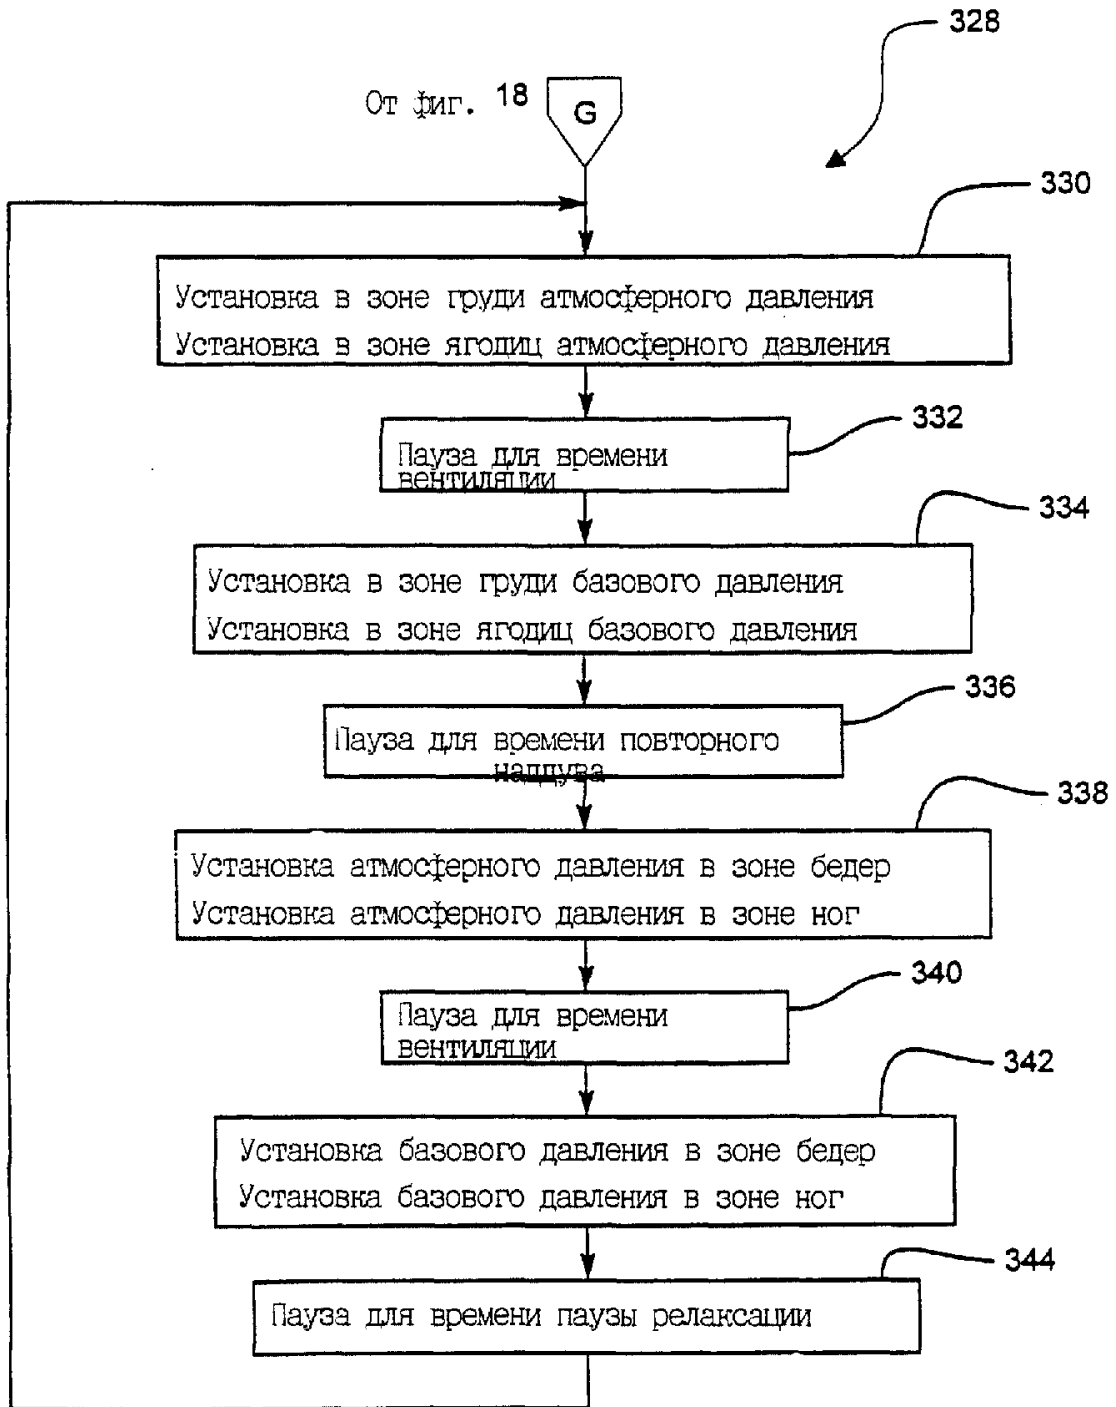 328
От фиг. 18
G
330
Установка в зоне груди атмосферного давления
Установка в зоне ягодиц атмосферного давления
332
Пауза для времени
вентиляции
334
Установка в зоне груди базового давления
Установка в зоне ягодиц базового давления
336
Пауза для времени повторного
наддува
338
Установка атмосферного давления в зоне бедер
Установка атмосферного давления в зоне ног
340
Пауза для времени
вентиляции
342
Установка базового давления в зоне бедер
Установка базового давления в зоне ног
344
Пауза для времени паузы релаксации